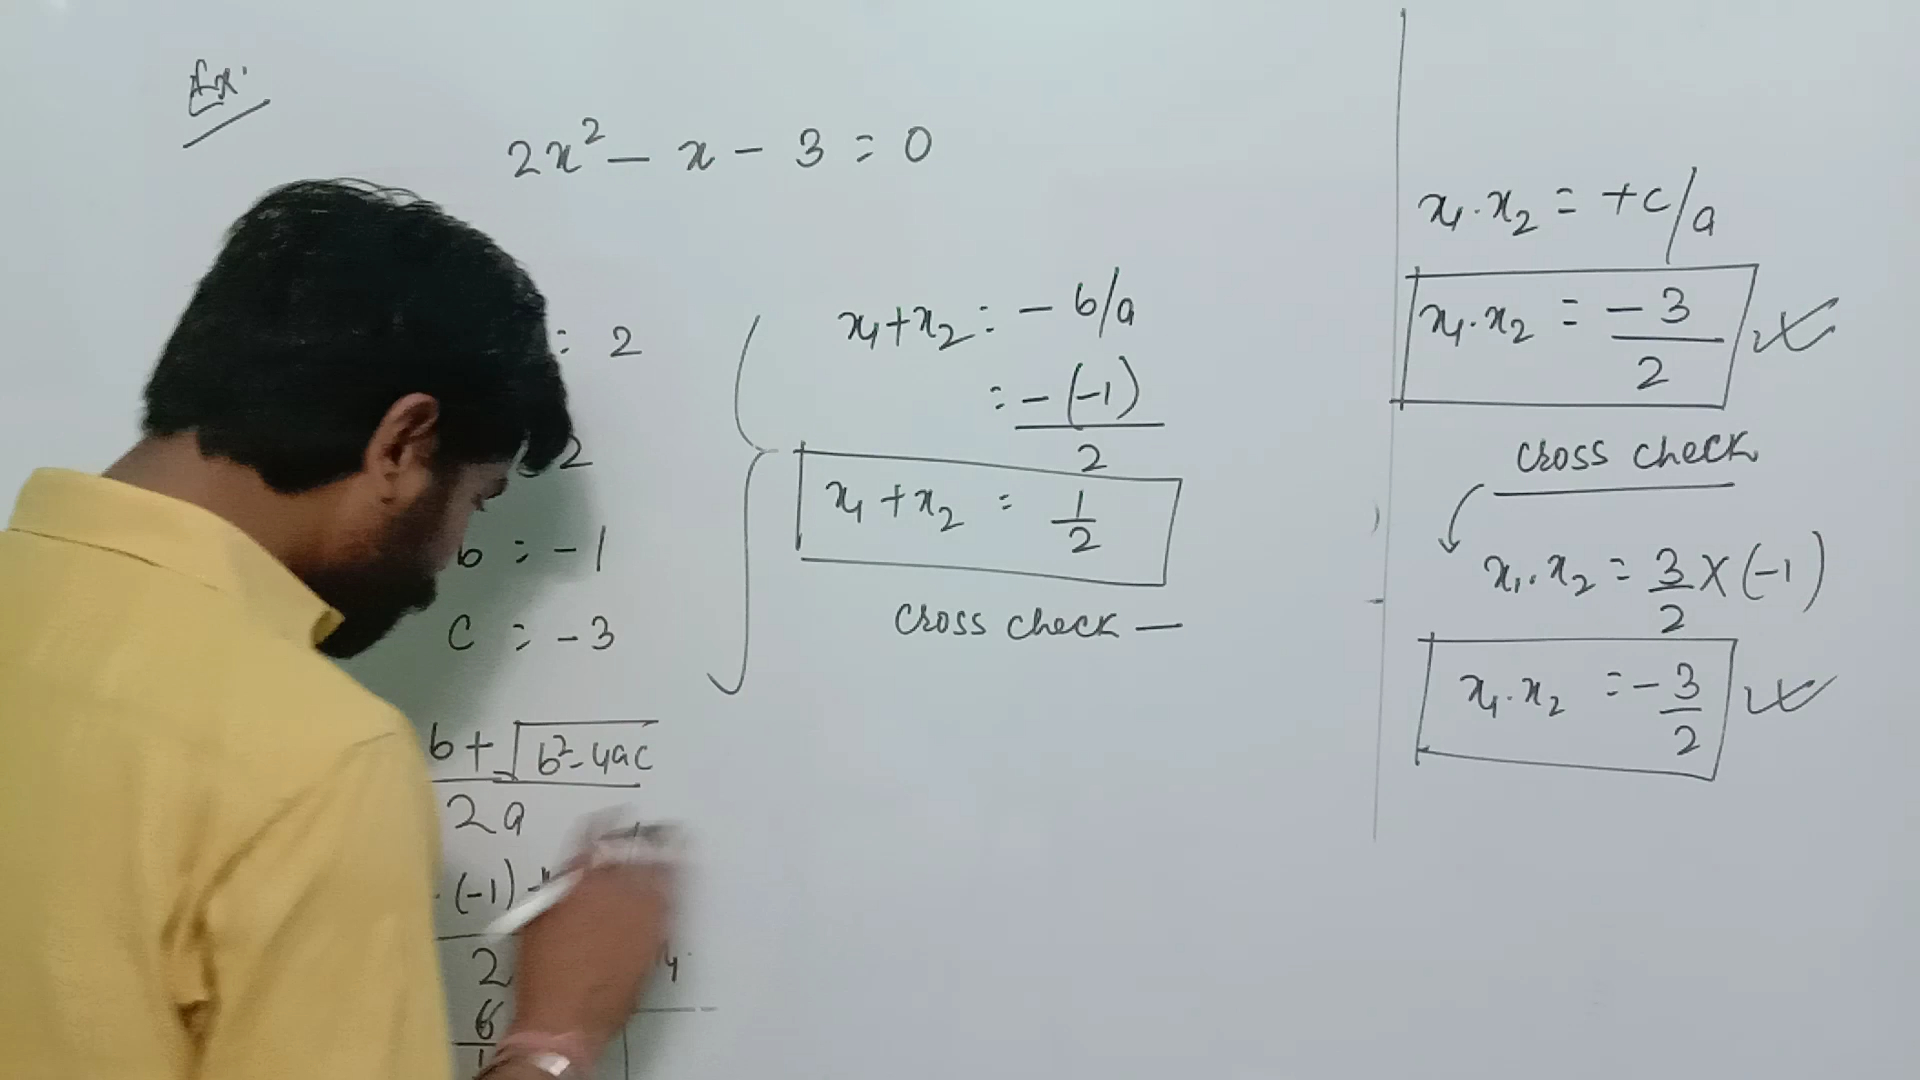 Ex.
2x² - x - 3 = 0
: 2
2
b = -1
c = -3
b + √b²-4ac
2a
(-1)
2
6
x₁+x₂ = - b/a
= -(-1)
2
x₁ + x₂ = 1/2
Cross check —
x₁.x₂ = +c/a
x₁.x₂ = -3/2
Cross check
x₁.x₂ = 3/2 X (-1)
x₁.x₂ = -3/2